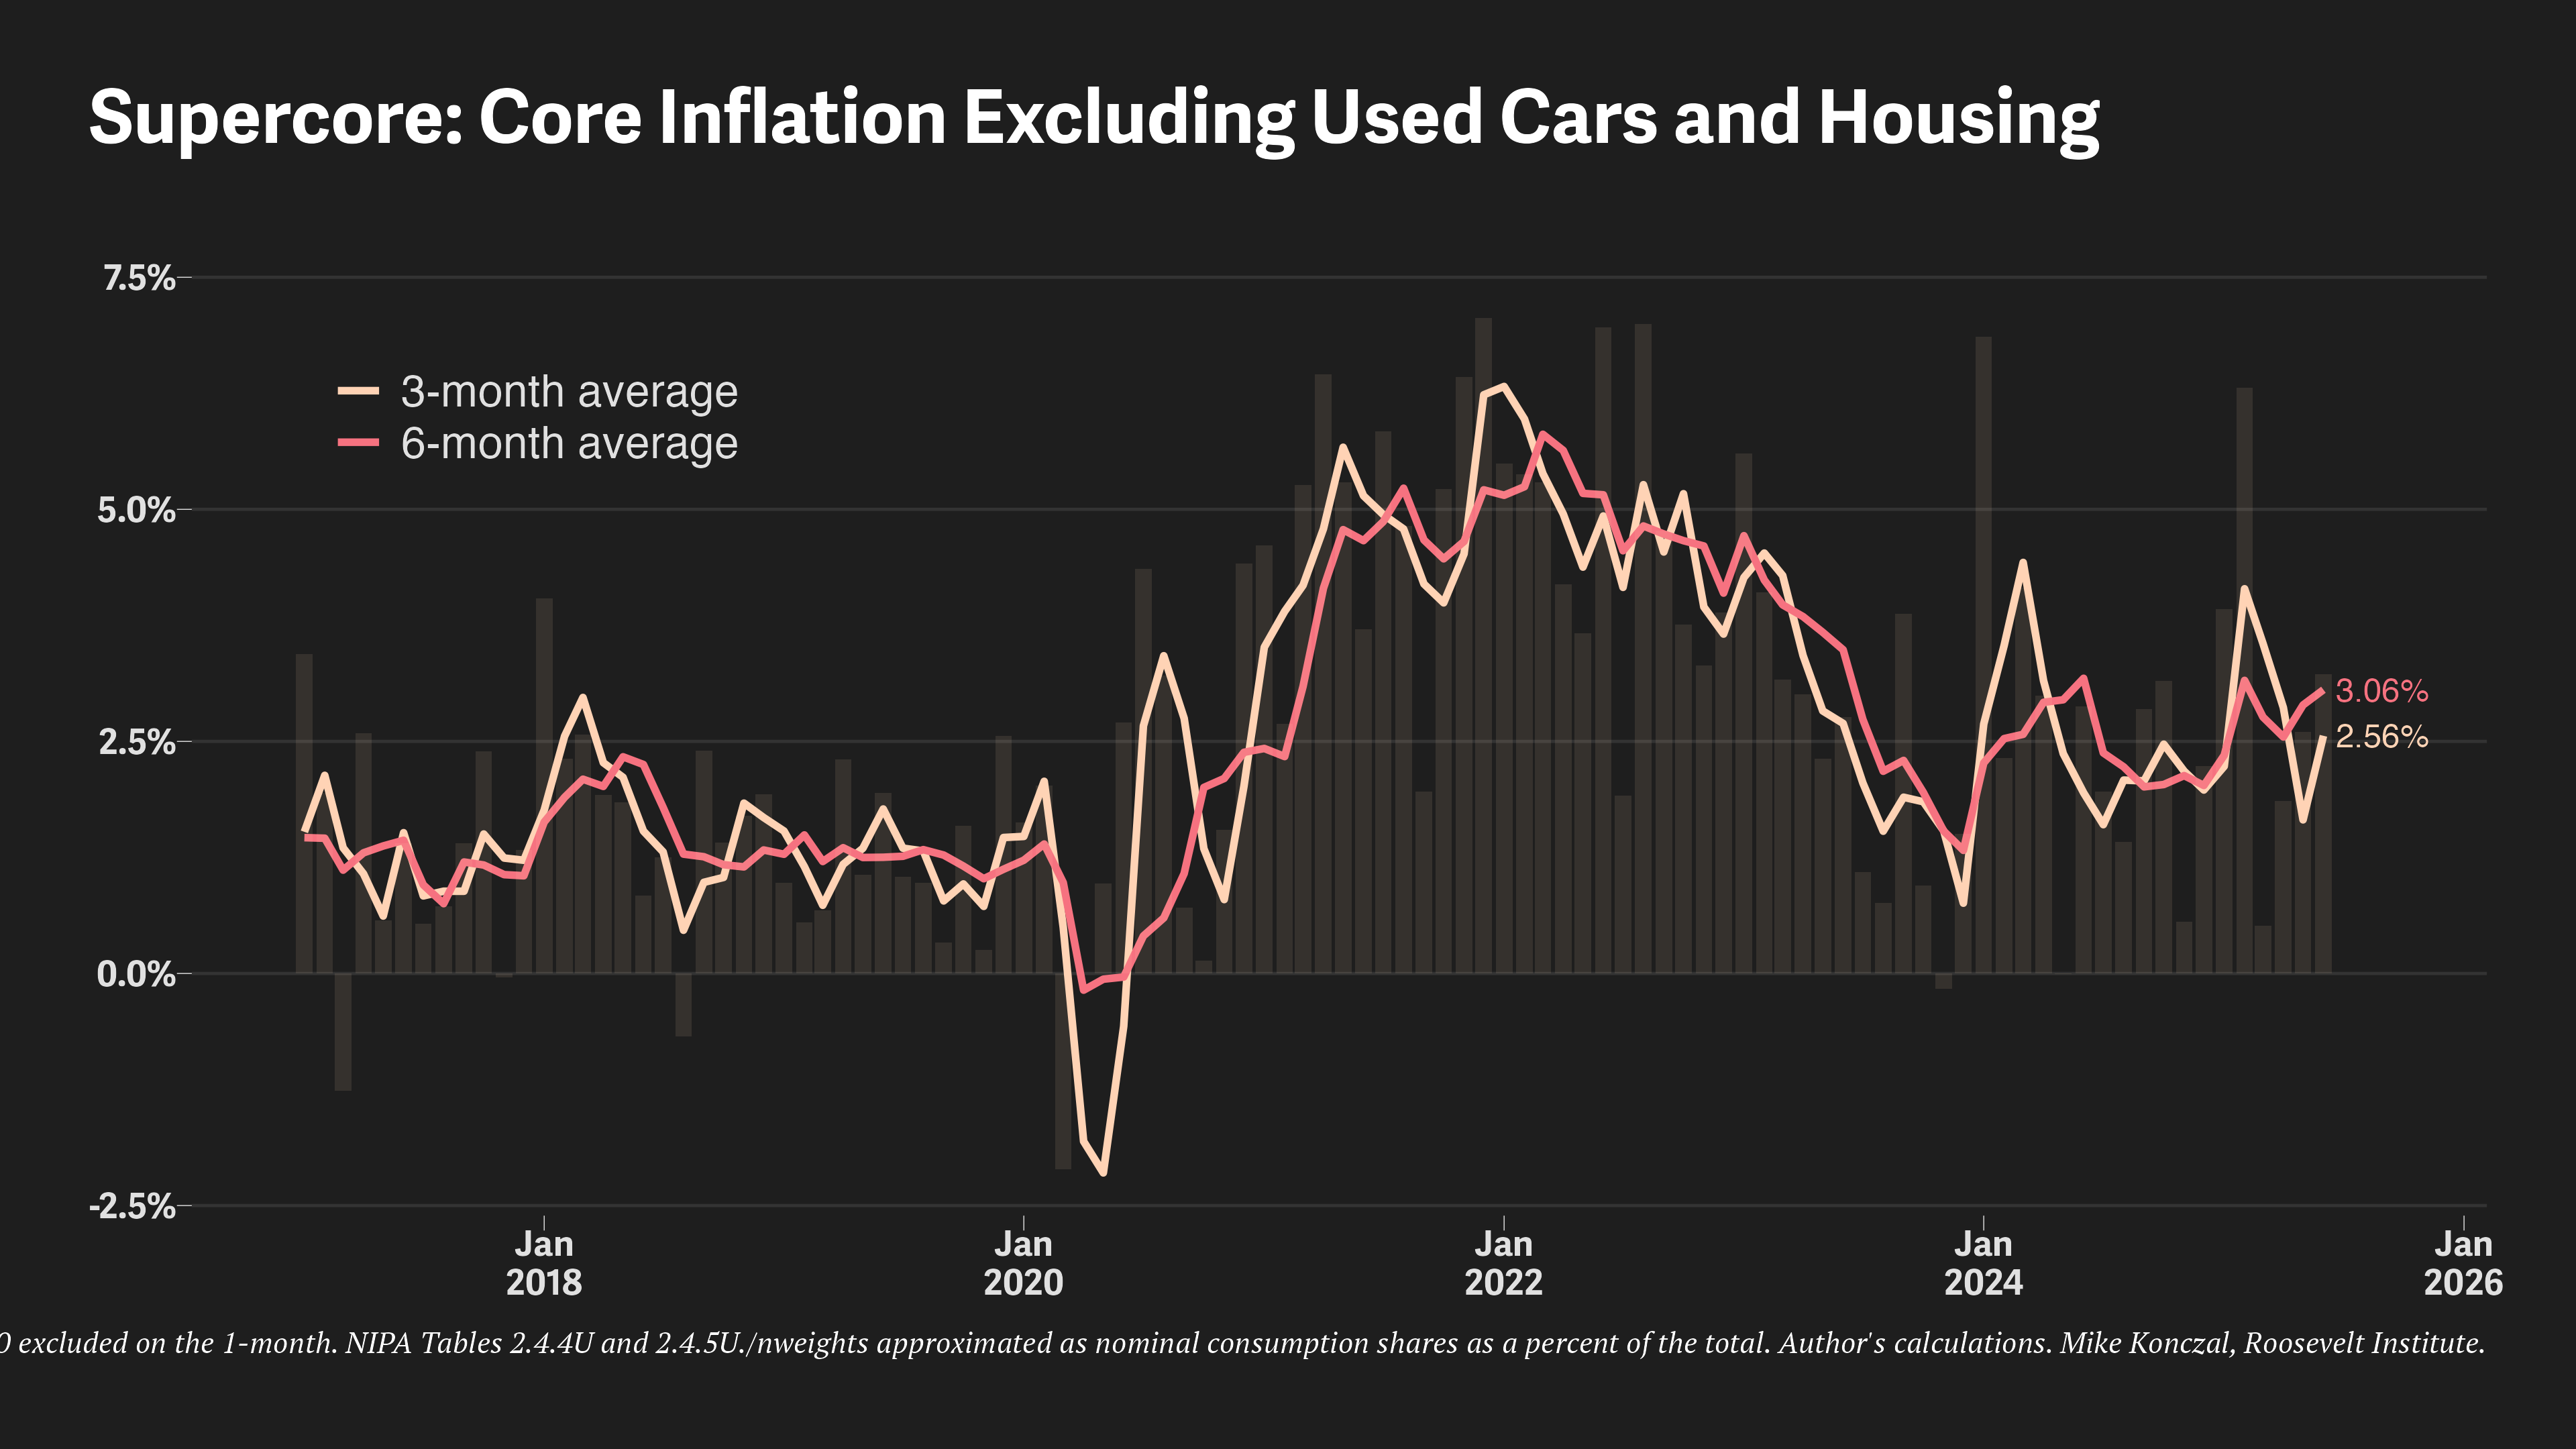 Supercore: Core Inflation Excluding Used Cars and Housing
7.5%
3-month average
6-month average
5.0%
3.06%
2.5%
2.56%
0.0%
-2.5%
Jan
2018
Jan
2020
Jan
2022
Jan
2024
Jan
2026
excluded on the 1-month. NIPA Tables 2.4.4U and 2.4.5U./nweights approximated as nominal consumption shares as a percent of the total. Author's calculations. Mike Konczal, Roosevelt Institute.